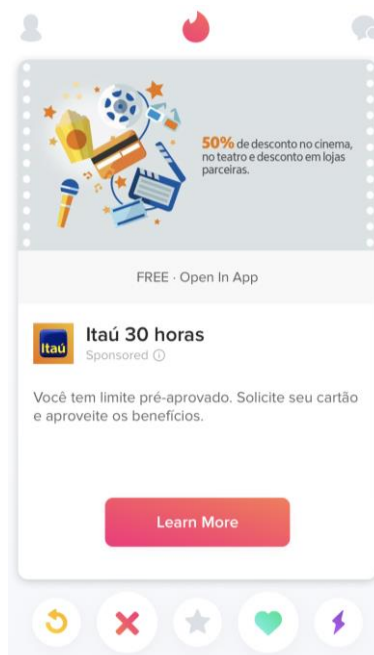 50% de desconto no cinema,
no teatro e desconto em lojas
parceiras.
FREE · Open In App
Itaú
Itaú 30 horas
Sponsored
Você tem limite pré-aprovado. Solicite seu cartão
e aproveite os benefícios.
Learn More